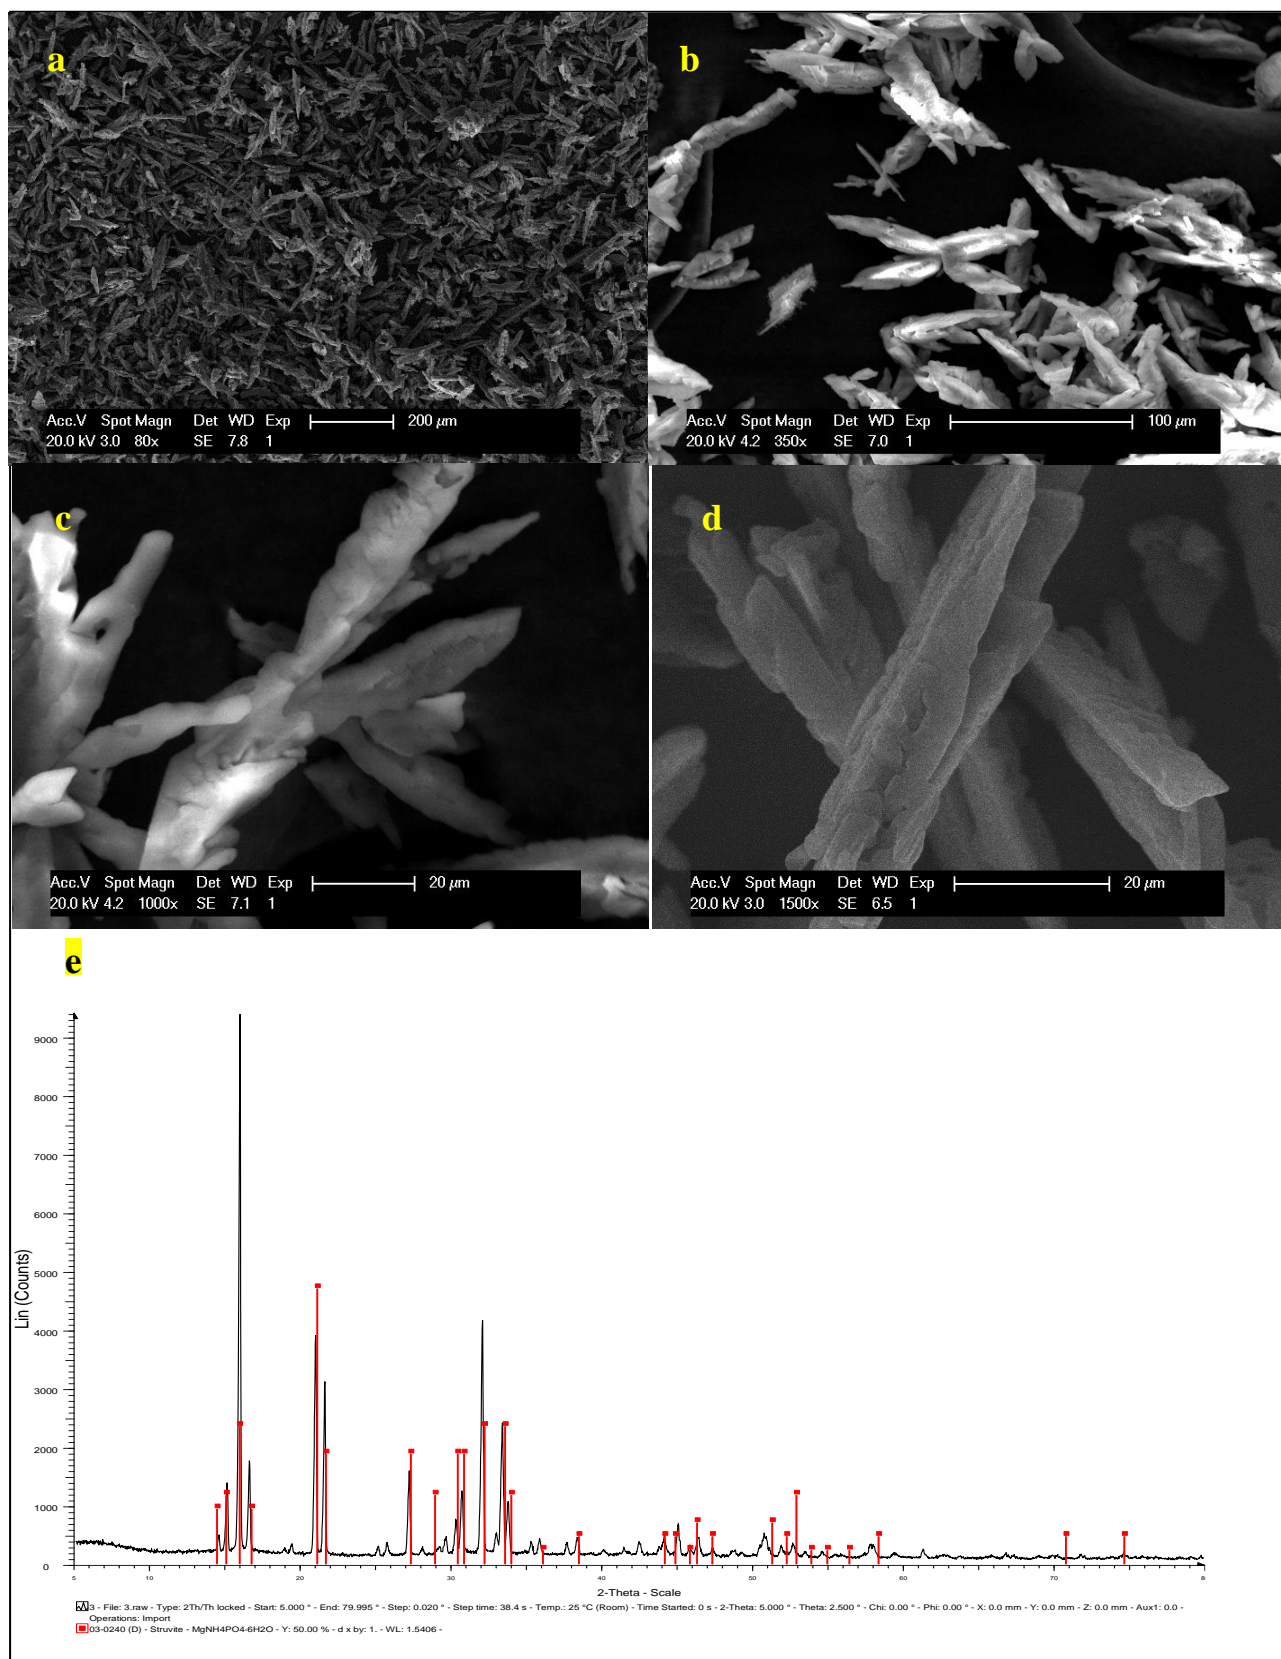 a
Acc.V Spot Magn Det WD Exp 200 µm
20.0 kV 3.0 80x SE 7.8 1
b
Acc.V Spot Magn Det WD Exp 100 µm
20.0 kV 4.2 350x SE 7.0 1
c
Acc.V Spot Magn Det WD Exp 20 µm
20.0 kV 4.2 1000x SE 7.1 1
d
Acc.V Spot Magn Det WD Exp 20 µm
20.0 kV 3.0 1500x SE 6.5 1
e
Lin (Counts)
9000
8000
7000
6000
5000
4000
3000
2000
1000
0
5 10 20 30 40 50 60 70 8
2-Theta - Scale
3 - File: 3.raw - Type: 2Th/Th locked - Start: 5.000 ° - End: 79.995 ° - Step: 0.020 ° - Step time: 38.4 s - Temp.: 25 °C (Room) - Time Started: 0 s - 2-Theta: 5.000 ° - Theta: 2.500 ° - Chi: 0.00 ° - Phi: 0.00 ° - X: 0.0 mm - Y: 0.0 mm - Z: 0.0 mm - Aux1: 0.0 -
Operations: Import
03-0240 (D) - Struvite - MgNH4PO4·6H2O - Y: 50.00 % - d x by: 1. - WL: 1.5406 -